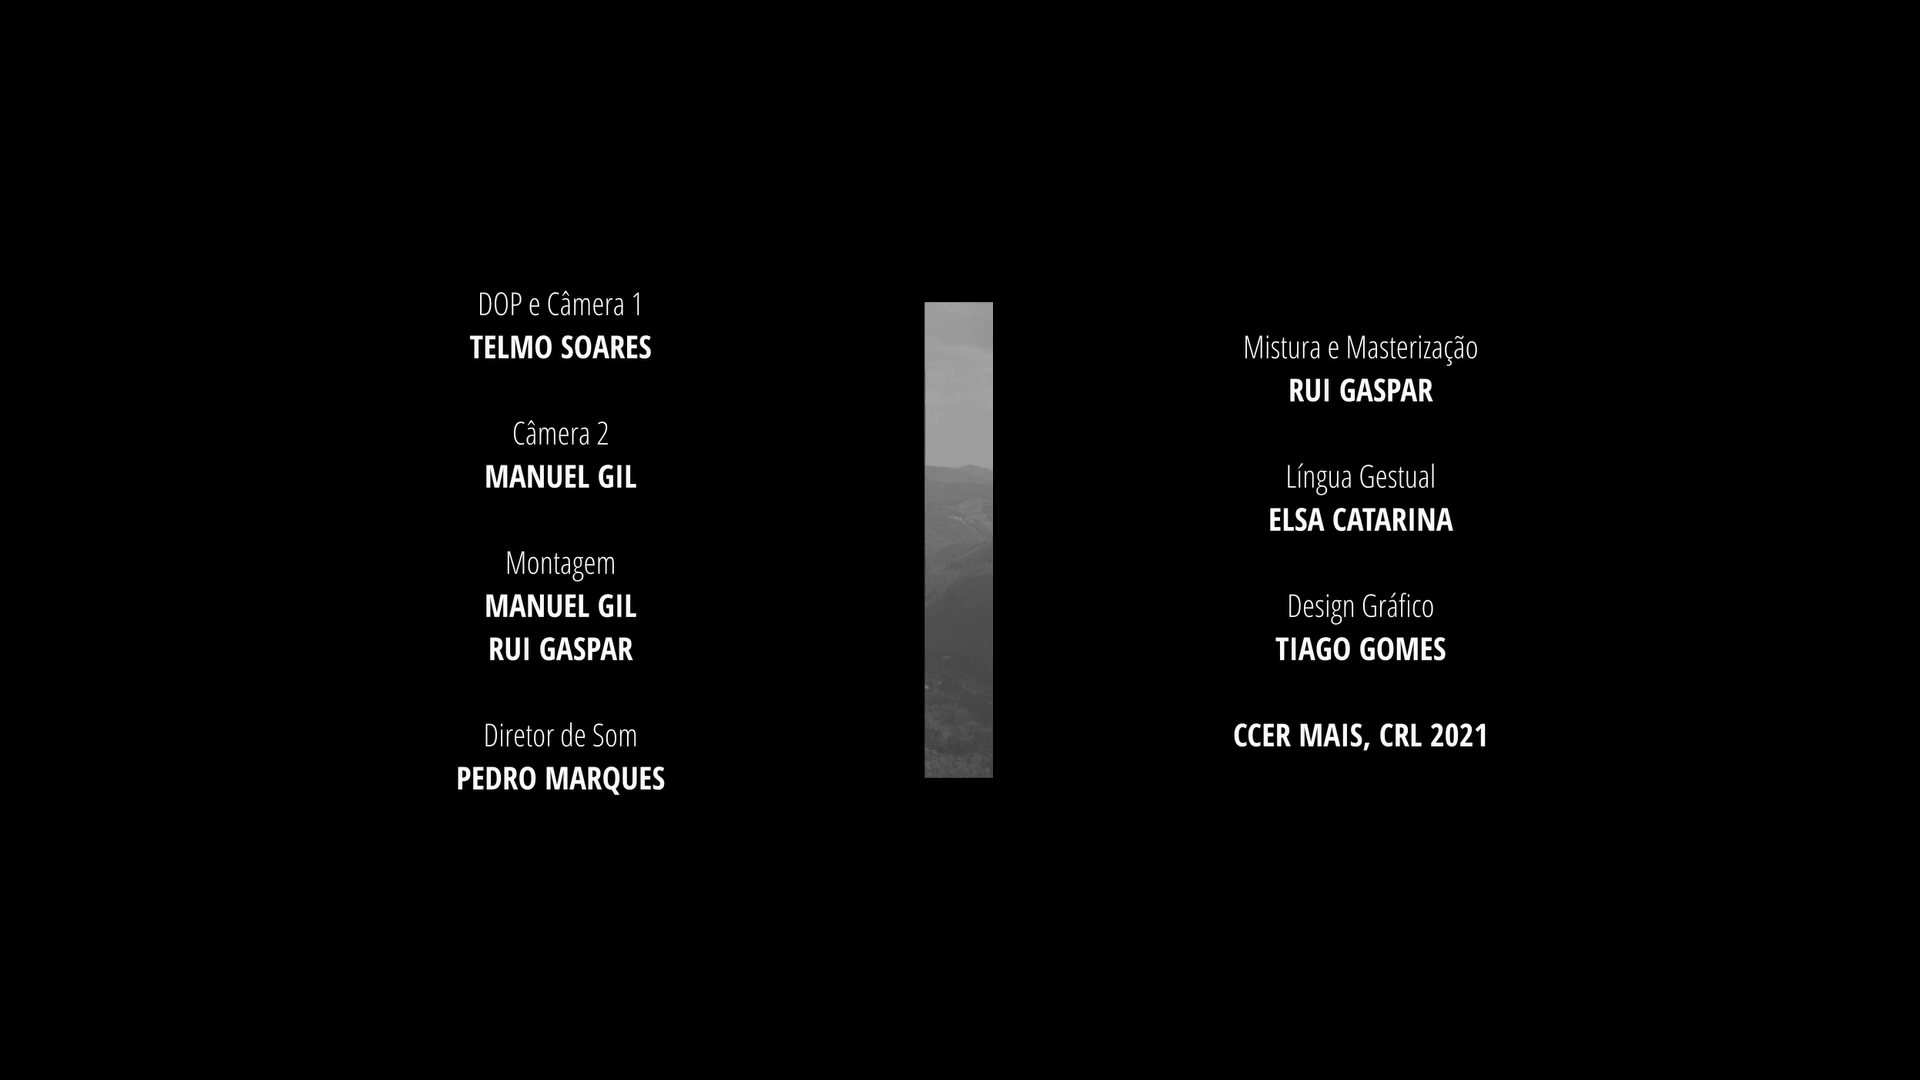 DOP e Câmera 1
TELMO SOARES
Câmera 2
MANUEL GIL
Montagem
MANUEL GIL
RUI GASPAR
Diretor de Som
PEDRO MARQUES
Mistura e Masterização
RUI GASPAR
Língua Gestual
ELSA CATARINA
Design Gráfico
TIAGO GOMES
CCER MAIS, CRL 2021